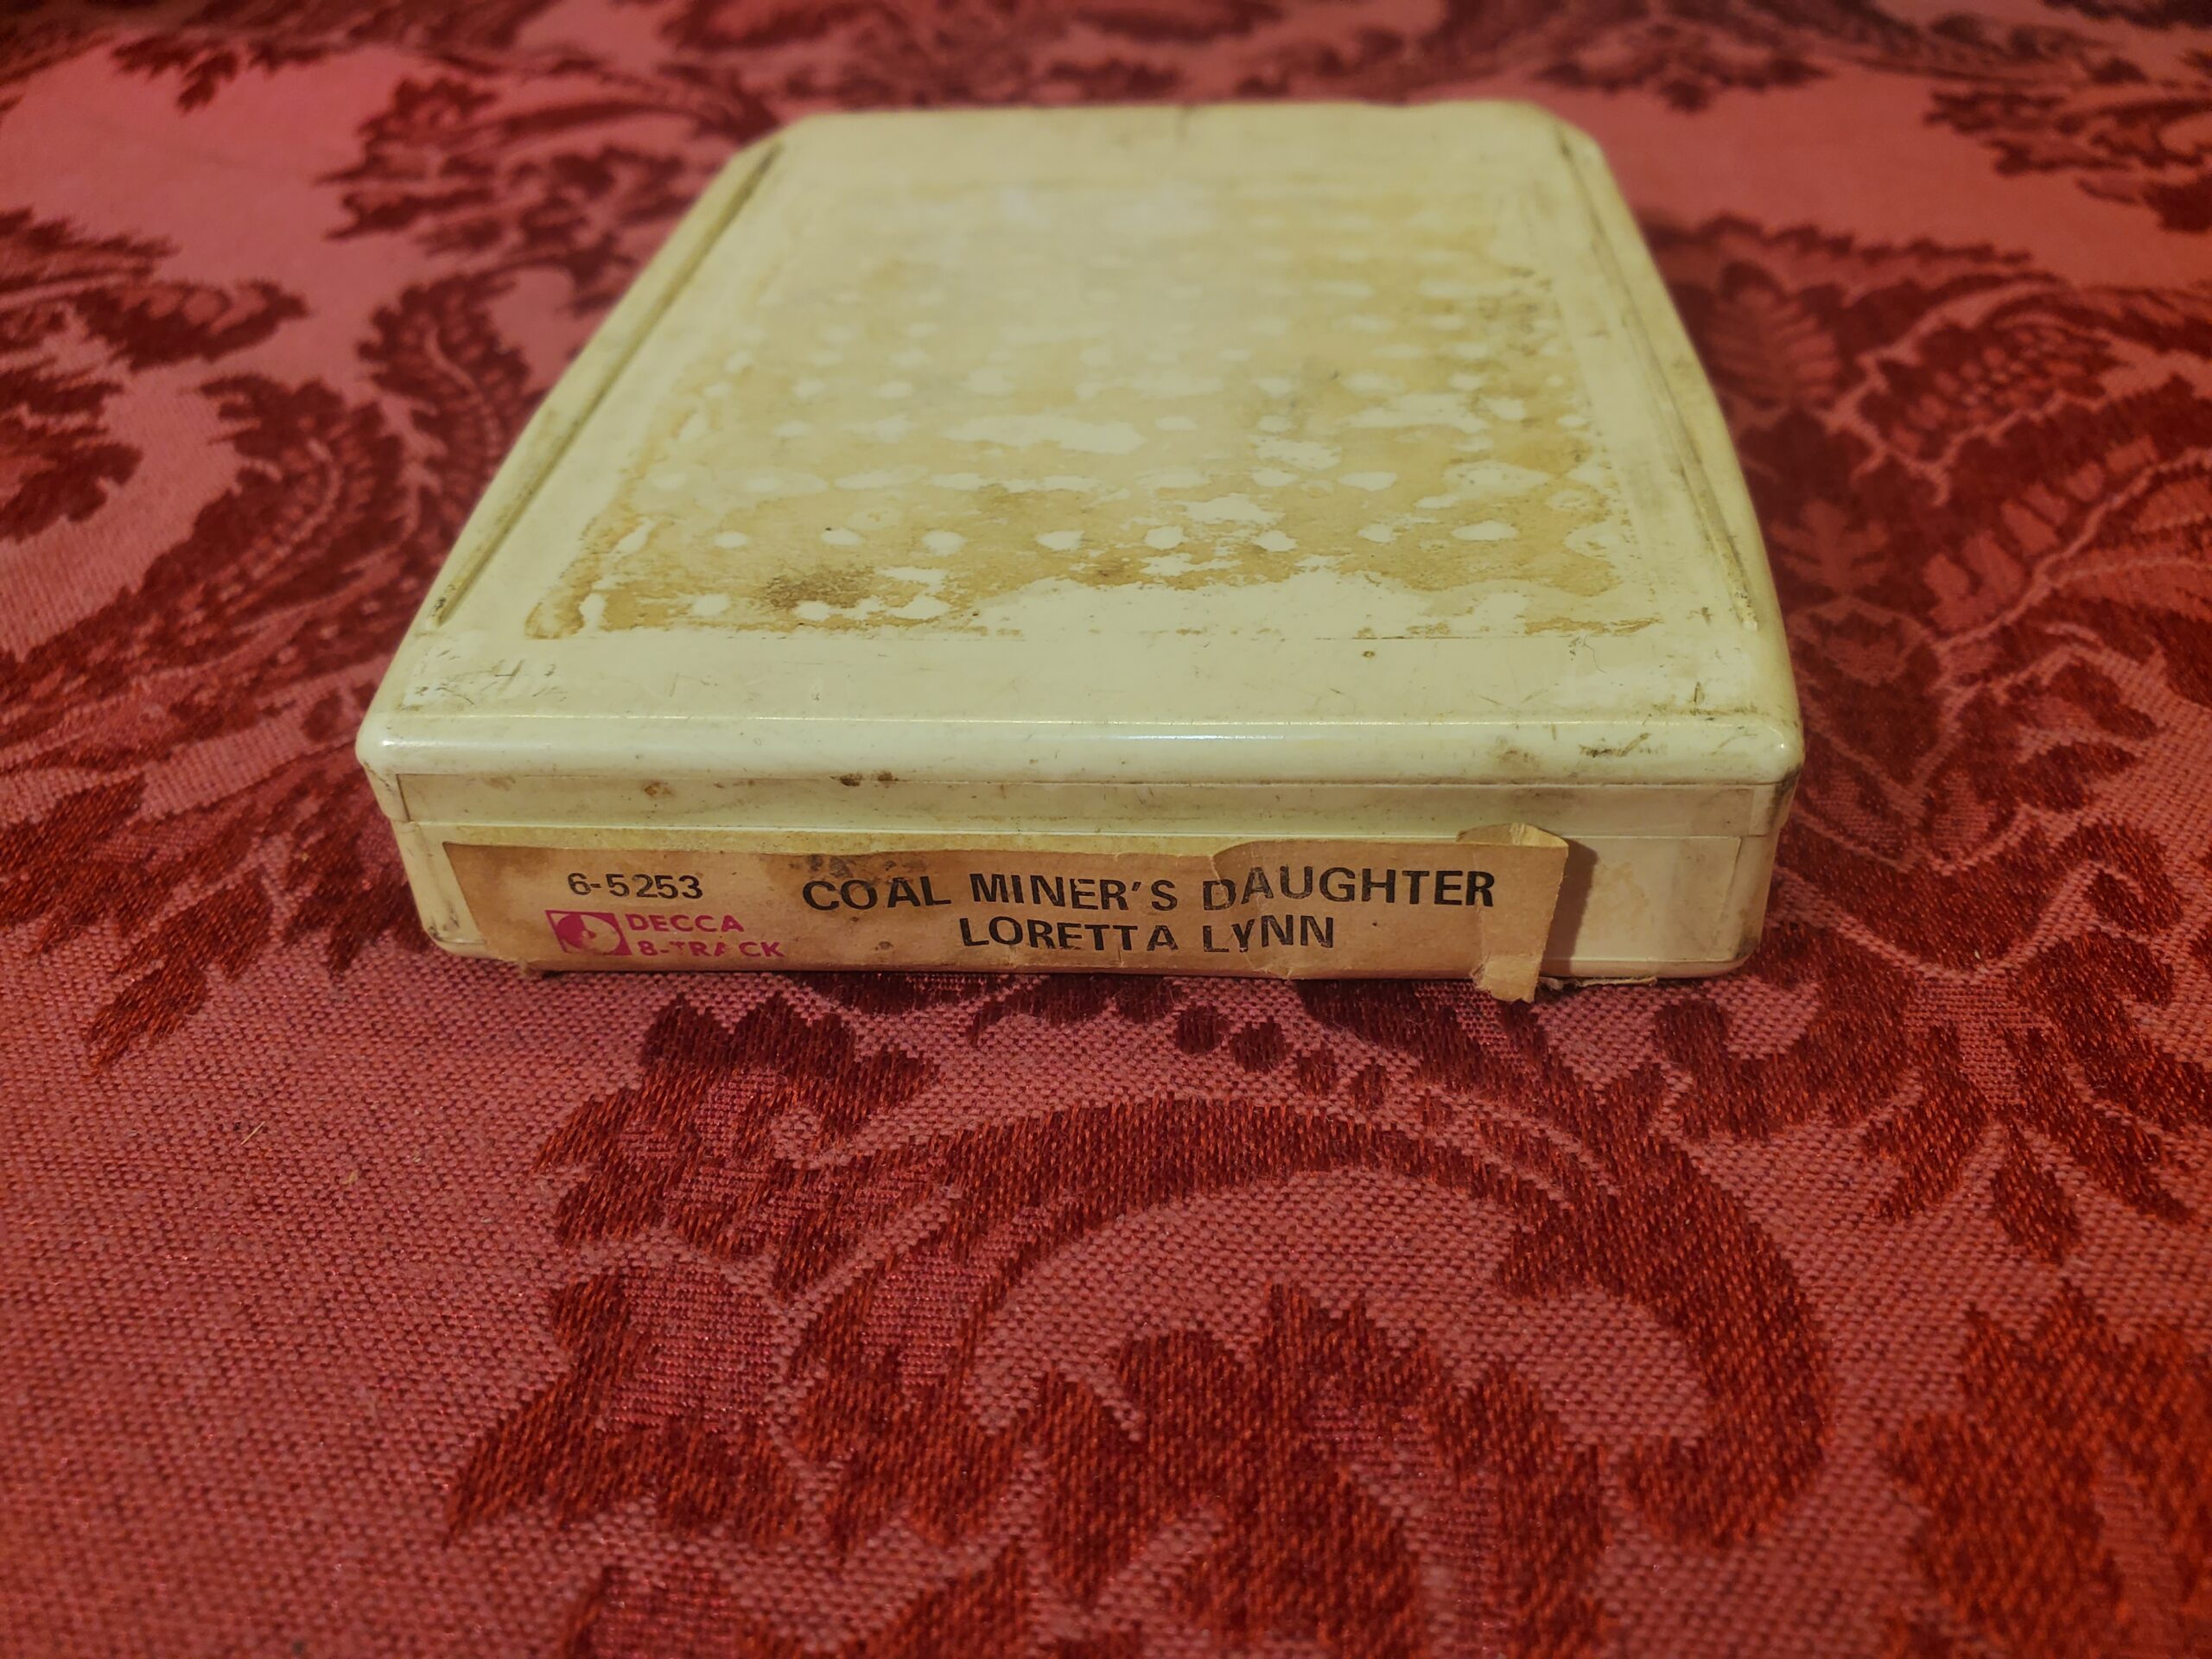 6-5253
DECCA
8-TRACK
COAL MINER'S DAUGHTER
LORETTA LYNN